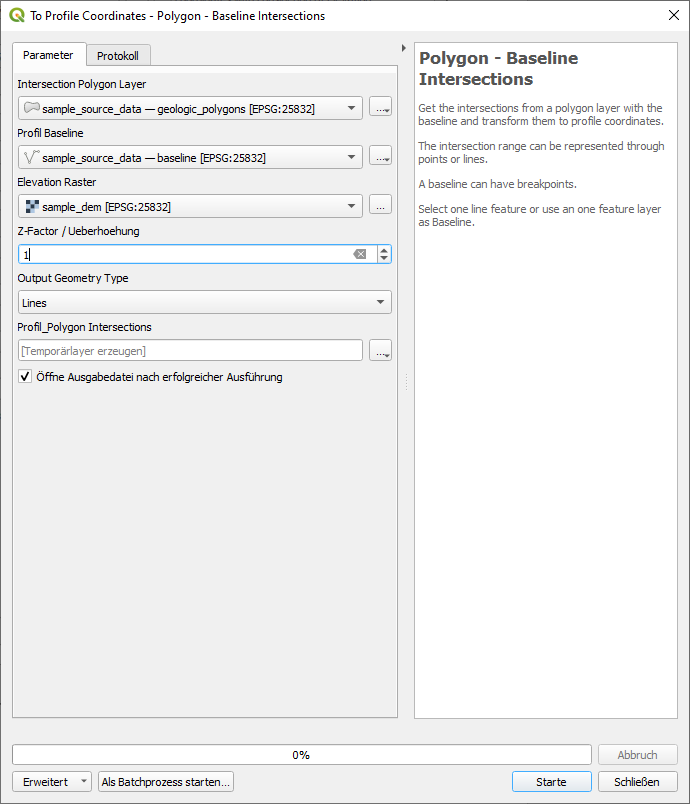 To Profile Coordinates - Polygon - Baseline Intersections
Parameter
Protokoll
Intersection Polygon Layer
sample_source_data — geologic_polygons [EPSG:25832]
...
Profil Baseline
sample_source_data — baseline [EPSG:25832]
...
Elevation Raster
sample_dem [EPSG:25832]
...
Z-Factor / Ueberhoehung
1
Output Geometry Type
Lines
Profil_Polygon Intersections
[Temporärlayer erzeugen]
...
Öffne Ausgabedatei nach erfolgreicher Ausführung
Polygon - Baseline
Intersections
Get the intersections from a polygon layer with the
baseline and transform them to profile coordinates.
The intersection range can be represented through
points or lines.
A baseline can have breakpoints.
Select one line feature or use an one feature layer
as Baseline.
0%
Abbruch
Erweitert
Als Batchprozess starten...
Starte
Schließen